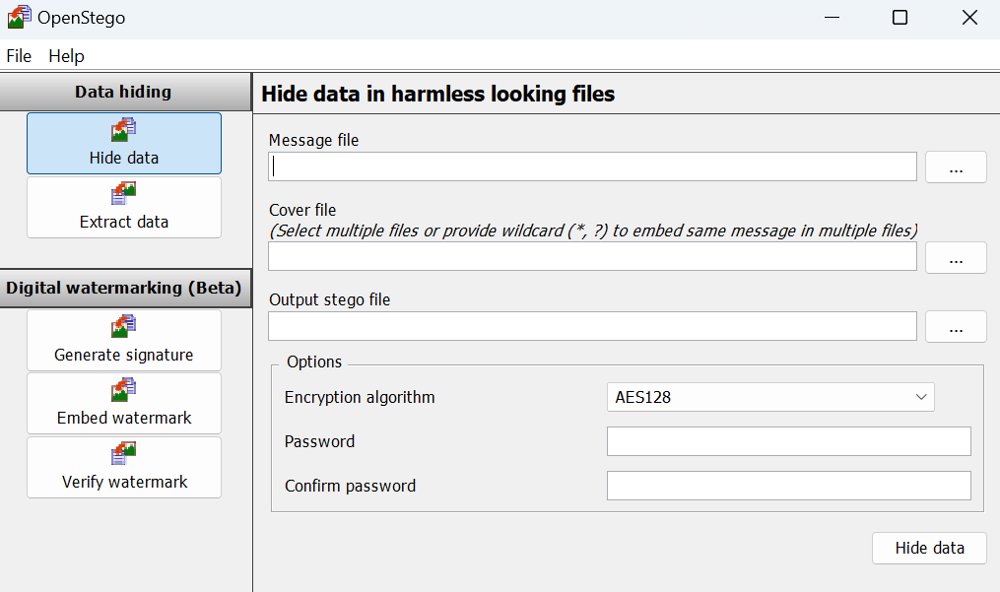 OpenStego
File Help
Data hiding
Hide data
Extract data
Digital watermarking (Beta)
Generate signature
Embed watermark
Verify watermark
Hide data in harmless looking files
Message file
...
Cover file
(Select multiple files or provide wildcard (*, ?) to embed same message in multiple files)
...
Output stego file
...
Options
Encryption algorithm AES128
Password
Confirm password
Hide data